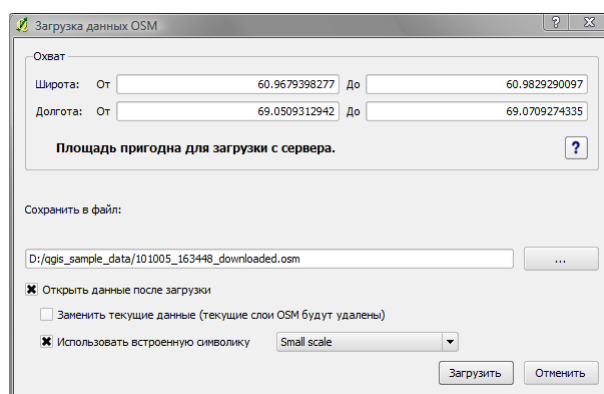 Загрузка данных OSM
Охват
Широта: От 60.9679398277 До 60.9829290097
Долгота: От 69.0509312942 До 69.0709274335
Площадь пригодна для загрузки с сервера. ?
Сохранить в файл:
D:/qgis_sample_data/101005_163448_downloaded.osm ...
Открыть данные после загрузки
Заменить текущие данные (текущие слои OSM будут удалены)
Использовать встроенную символику Small scale
Загрузить Отменить